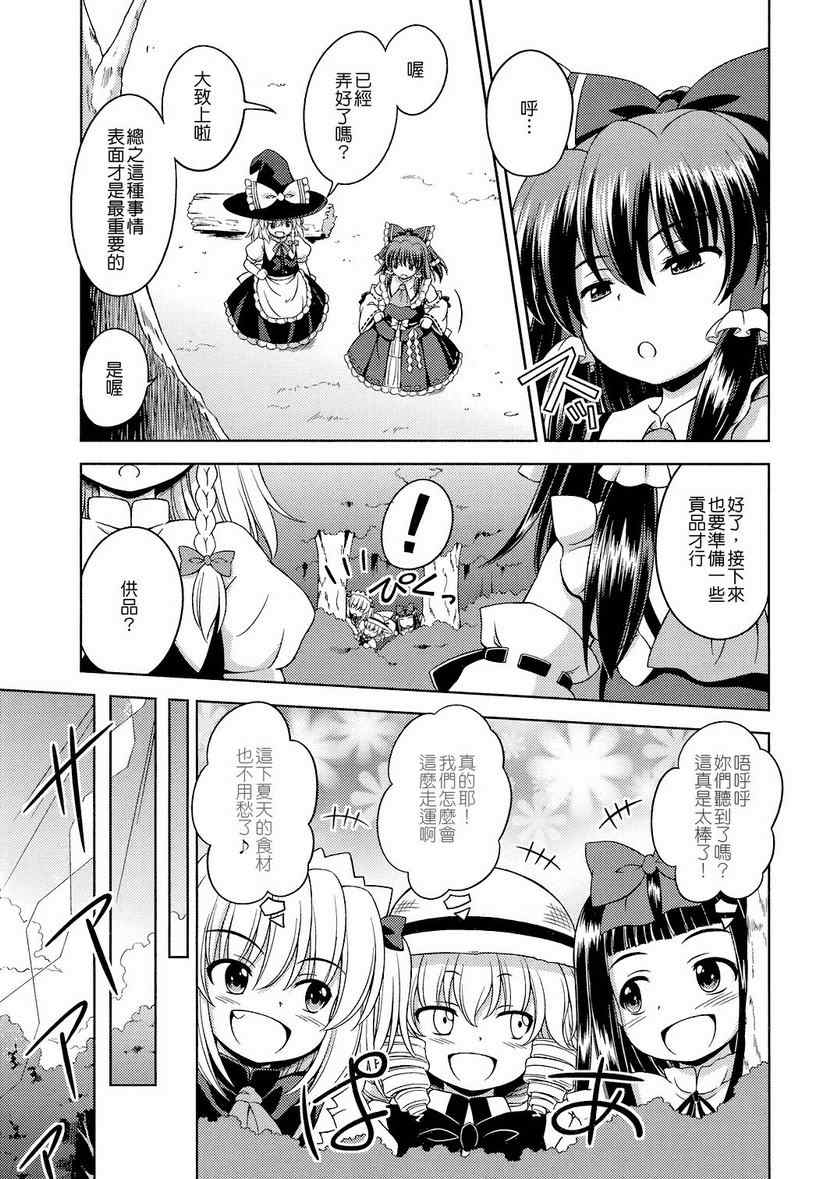 呼…
喔
已經
弄好了嗎？
大致上啦
總之這種事情
表面才是最重要的
是喔
スッ
好了，接下來
也要準備一些
貢品才行
！
ぴくっ
供品？
唔呼呼
妳們聽到了嗎？
這真是太棒了！
真的耶！
我們怎麼會
這麼走運啊
這下夏天的食材
也不用愁了♪
ぱあ
アアア